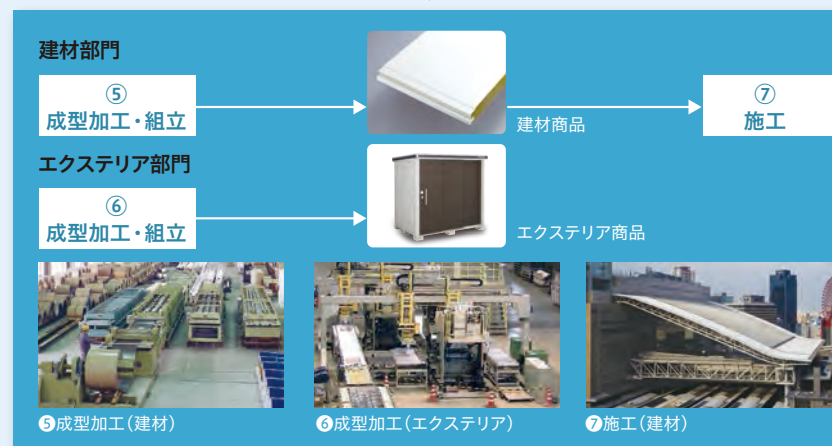 建材部門
⑤
成型加工・組立
建材商品
⑦
施工
エクステリア部門
⑥
成型加工・組立
エクステリア商品
❺成型加工(建材)
❻成型加工(エクステリア)
❼施工(建材)